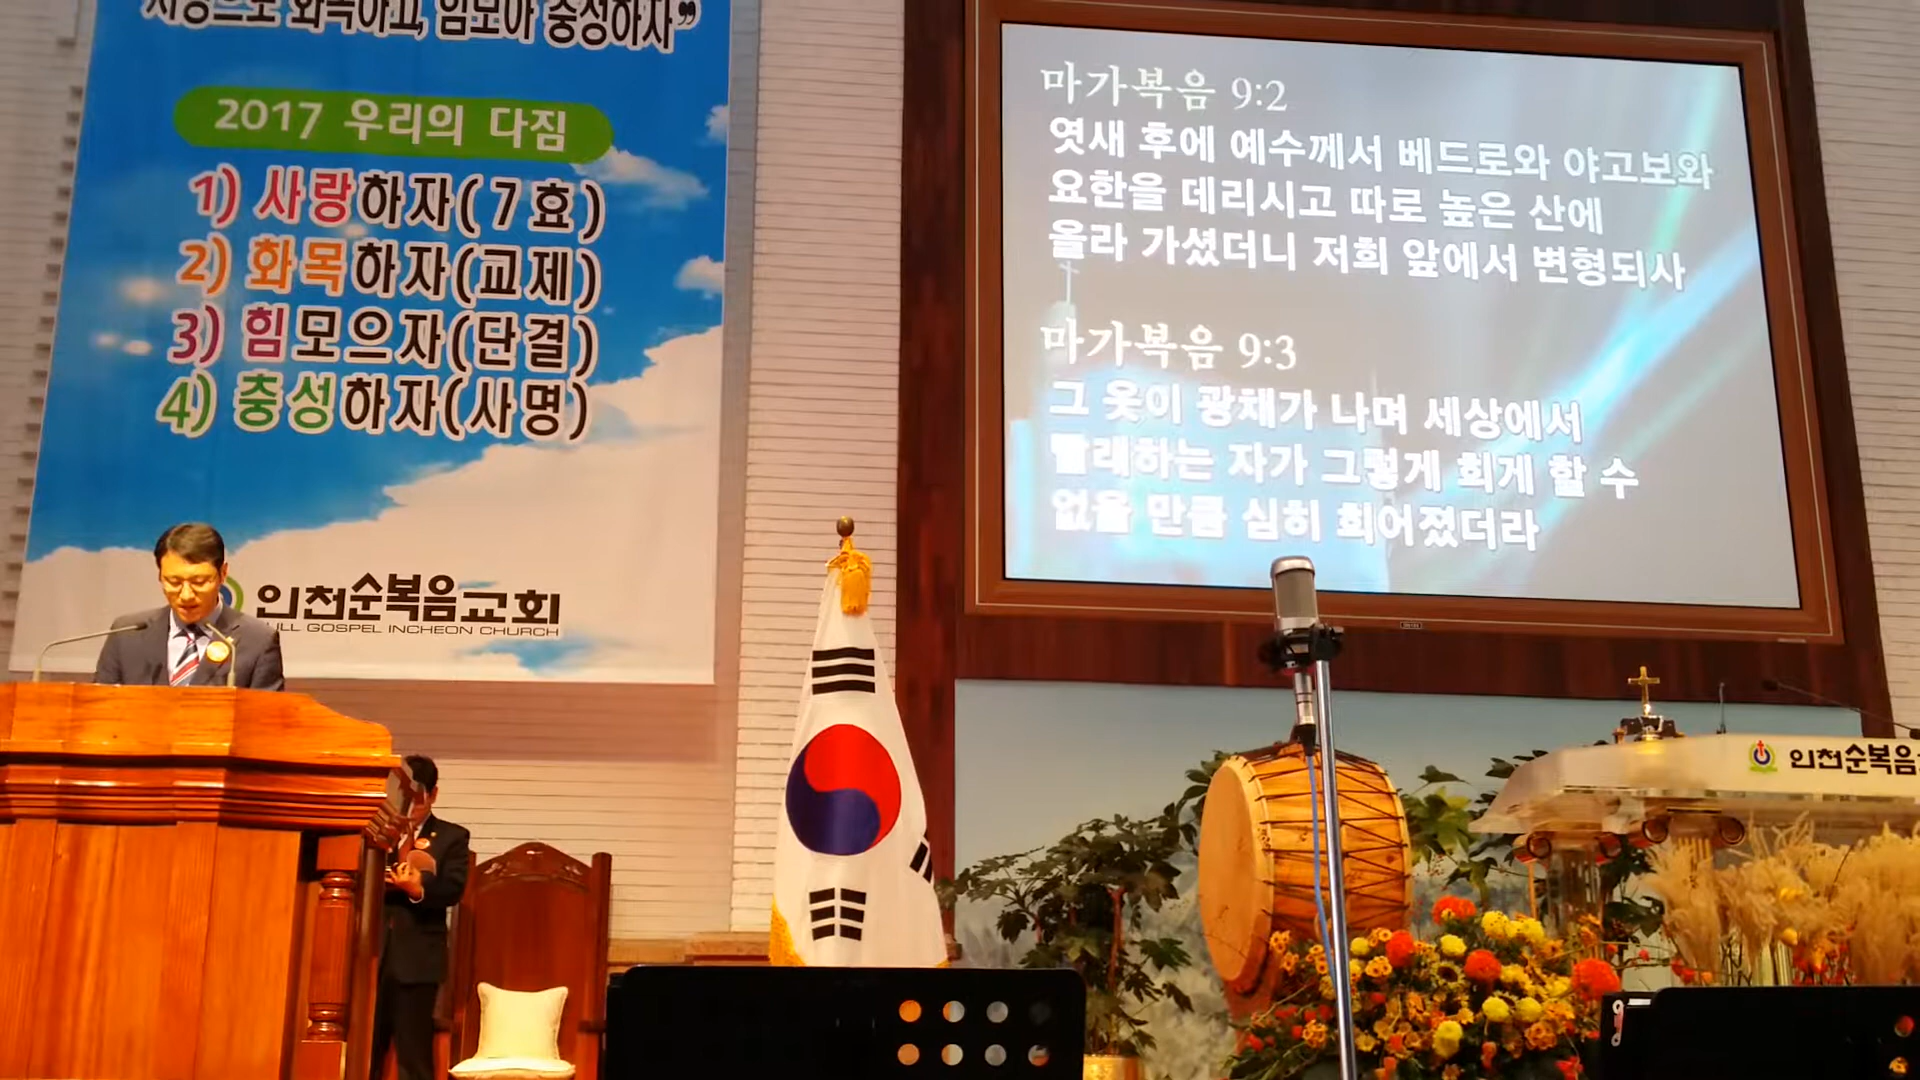 화목하고, 힘모아 충성하자”
2017 우리의 다짐
1) 사랑하자(7효)
2) 화목하자(교제)
3) 힘모으자(단결)
4) 충성하자(사명)
인천순복음교회
FULL GOSPEL INCHEON CHURCH
마가복음 9:2
엿새 후에 예수께서 베드로와 야고보와
요한을 데리시고 따로 높은 산에
올라 가셨더니 저희 앞에서 변형되사
마가복음 9:3
그 옷이 광채가 나며 세상에서
빨래하는 자가 그렇게 희게 할 수
없을 만큼 심히 희어졌더라
인천순복음